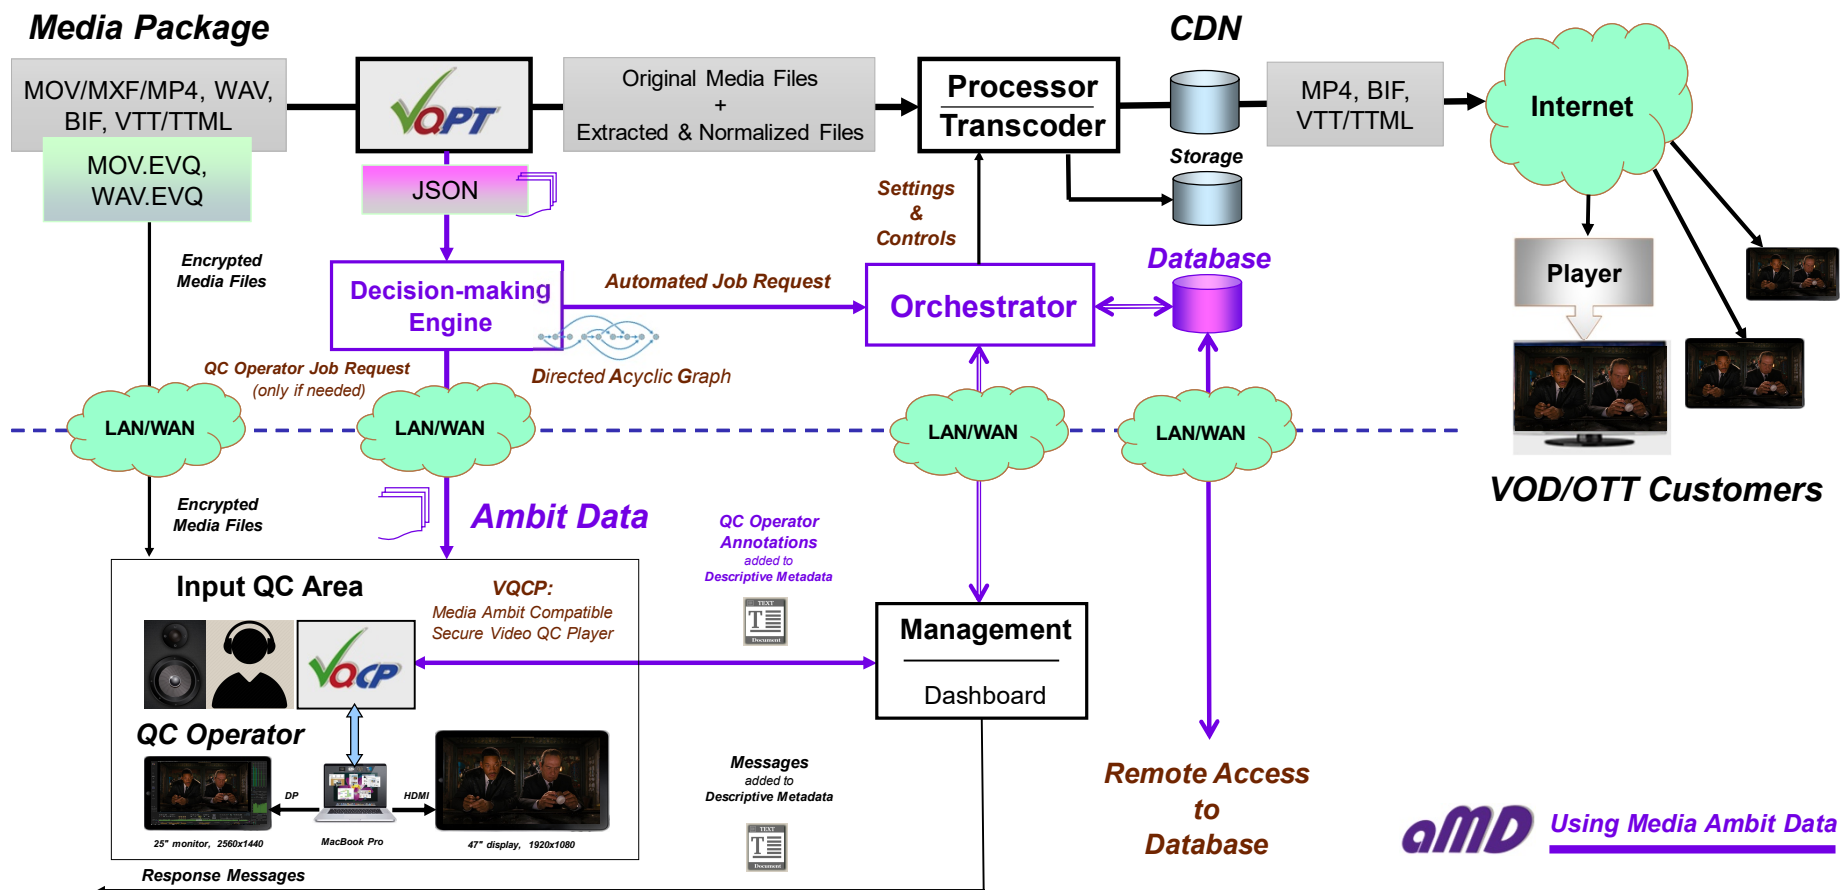 Media Package
CDN
MOV/MXF/MP4, WAV,
BIF, VTT/TTML
VQPT
Original Media Files
+
Extracted & Normalized Files
Processor
Transcoder
MP4, BIF,
VTT/TTML
Internet
MOV.EVQ,
WAV.EVQ
JSON
Storage
Settings
&
Controls
Encrypted
Media Files
Decision-making
Engine
Automated Job Request
Orchestrator
Database
Player
QC Operator Job Request
(only if needed)
Directed Acyclic Graph
LAN/WAN
LAN/WAN
LAN/WAN
LAN/WAN
VOD/OTT Customers
Encrypted
Media Files
Ambit Data
QC Operator
Annotations
added to
Descriptive Metadata
TEXT
T
Document
Input QC Area
VQCP:
Media Ambit Compatible
Secure Video QC Player
VQCP
Management
Dashboard
QC Operator
DP
HDMI
25" monitor, 2560x1440
MacBook Pro
47" display, 1920x1080
Messages
added to
Descriptive Metadata
TEXT
T
Document
Remote Access
to
Database
aMD
Using Media Ambit Data
Response Messages